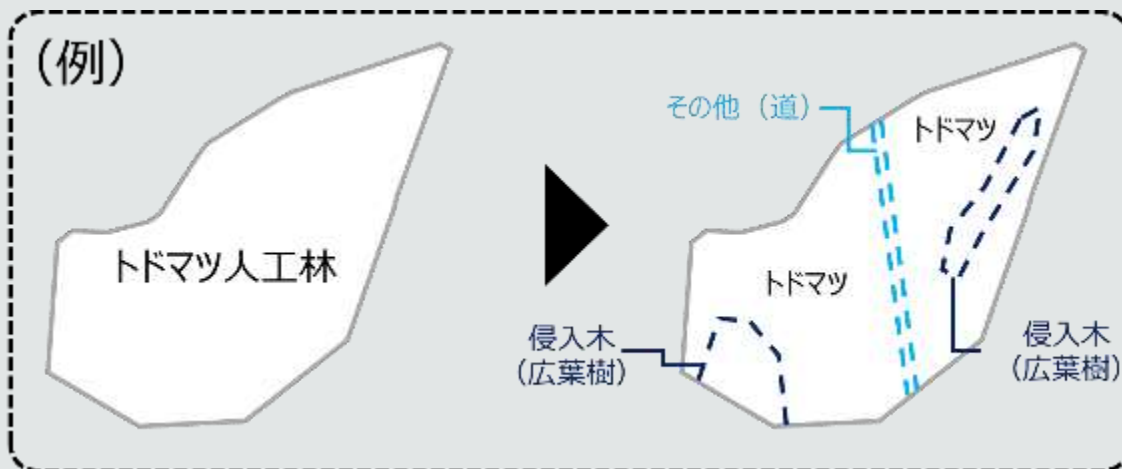 (例)
トドマツ人工林
その他（道）
トドマツ
トドマツ
侵入木
（広葉樹）
侵入木
（広葉樹）